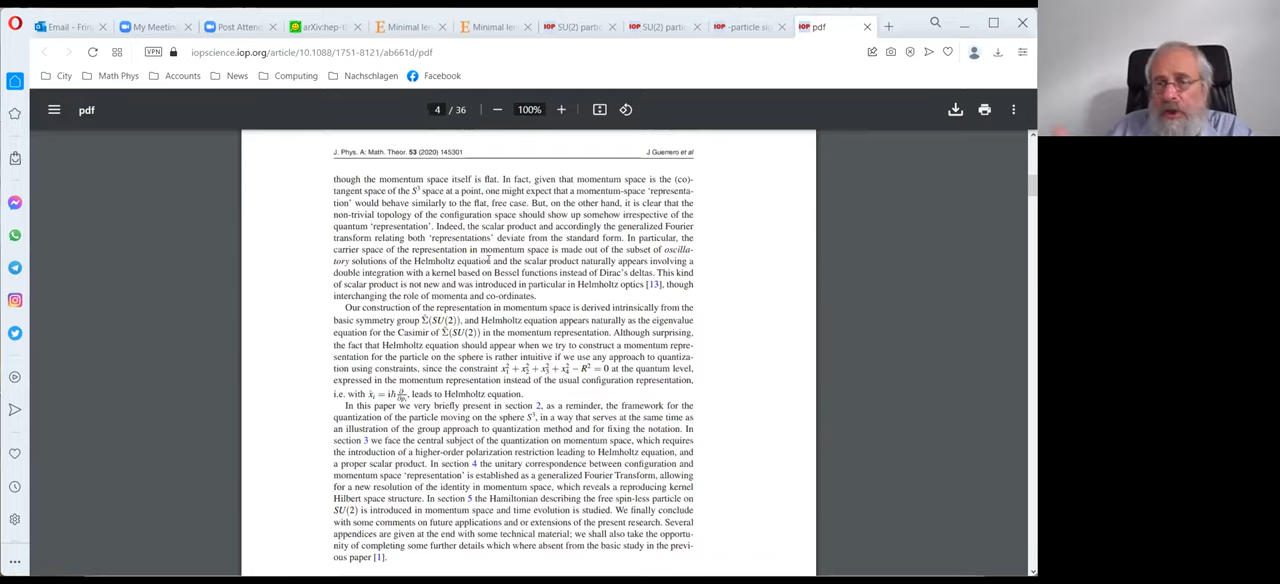 Email - Frin
My Meetin
Post Attend
arXiv:hep-t
Minimal len
Minimal len
SU(2) partic
SU(2) partic
-particle sig
pdf
VPN
iopscience.iop.org/article/10.1088/1751-8121/ab661d/pdf
City
Math Phys
Accounts
News
Computing
Nachschlagen
Facebook
pdf
4 / 36
100%
J. Phys. A: Math. Theor. 53 (2020) 145301
J Guerrero et al
though the momentum space itself is flat. In fact, given that momentum space is the (co)-
tangent space of the S³ space at a point, one might expect that a momentum-space ‘representa-
tion’ would behave similarly to the flat, free case. But, on the other hand, it is clear that the
non-trivial topology of the configuration space should show up somehow irrespective of the
quantum ‘representation’. Indeed, the scalar product and accordingly the generalized Fourier
transform relating both ‘representations’ deviate from the standard form. In particular, the
carrier space of the representation in momentum space is made out of the subset of oscilla-
tory solutions of the Helmholtz equation and the scalar product naturally appears involving a
double integration with a kernel based on Bessel functions instead of Dirac’s deltas. This kind
of scalar product is not new and was introduced in particular in Helmholtz optics [13], though
interchanging the role of momenta and co-ordinates.
Our construction of the representation in momentum space is derived intrinsically from the
basic symmetry group Σ̃(SU(2)), and Helmholtz equation appears naturally as the eigenvalue
equation for the Casimir of Σ̃(SU(2)) in the momentum representation. Although surprising,
the fact that Helmholtz equation should appear when we try to construct a momentum repre-
sentation for the particle on the sphere is rather intuitive if we use any approach to quantiza-
tion using constraints, since the constraint x₁² + x₂² + x₃² + x₄² − R² = 0 at the quantum level,
expressed in the momentum representation instead of the usual configuration representation,
i.e. with x̂ᵢ = iħ ∂/∂pᵢ, leads to Helmholtz equation.
In this paper we very briefly present in section 2, as a reminder, the framework for the
quantization of the particle moving on the sphere S³, in a way that serves at the same time as
an illustration of the group approach to quantization method and for fixing the notation. In
section 3 we face the central subject of the quantization on momentum space, which requires
the introduction of a higher-order polarization restriction leading to Helmholtz equation, and
a proper scalar product. In section 4 the unitary correspondence between configuration and
momentum space ‘representation’ is established as a generalized Fourier Transform, allowing
for a new resolution of the identity in momentum space, which reveals a reproducing kernel
Hilbert space structure. In section 5 the Hamiltonian describing the free spin-less particle on
SU(2) is introduced in momentum space and time evolution is studied. We finally conclude
with some comments on future applications and or extensions of the present research. Several
appendices are given at the end with some technical material; we shall also take the opportu-
nity of completing some further details which where absent from the basic study in the previ-
ous paper [1].